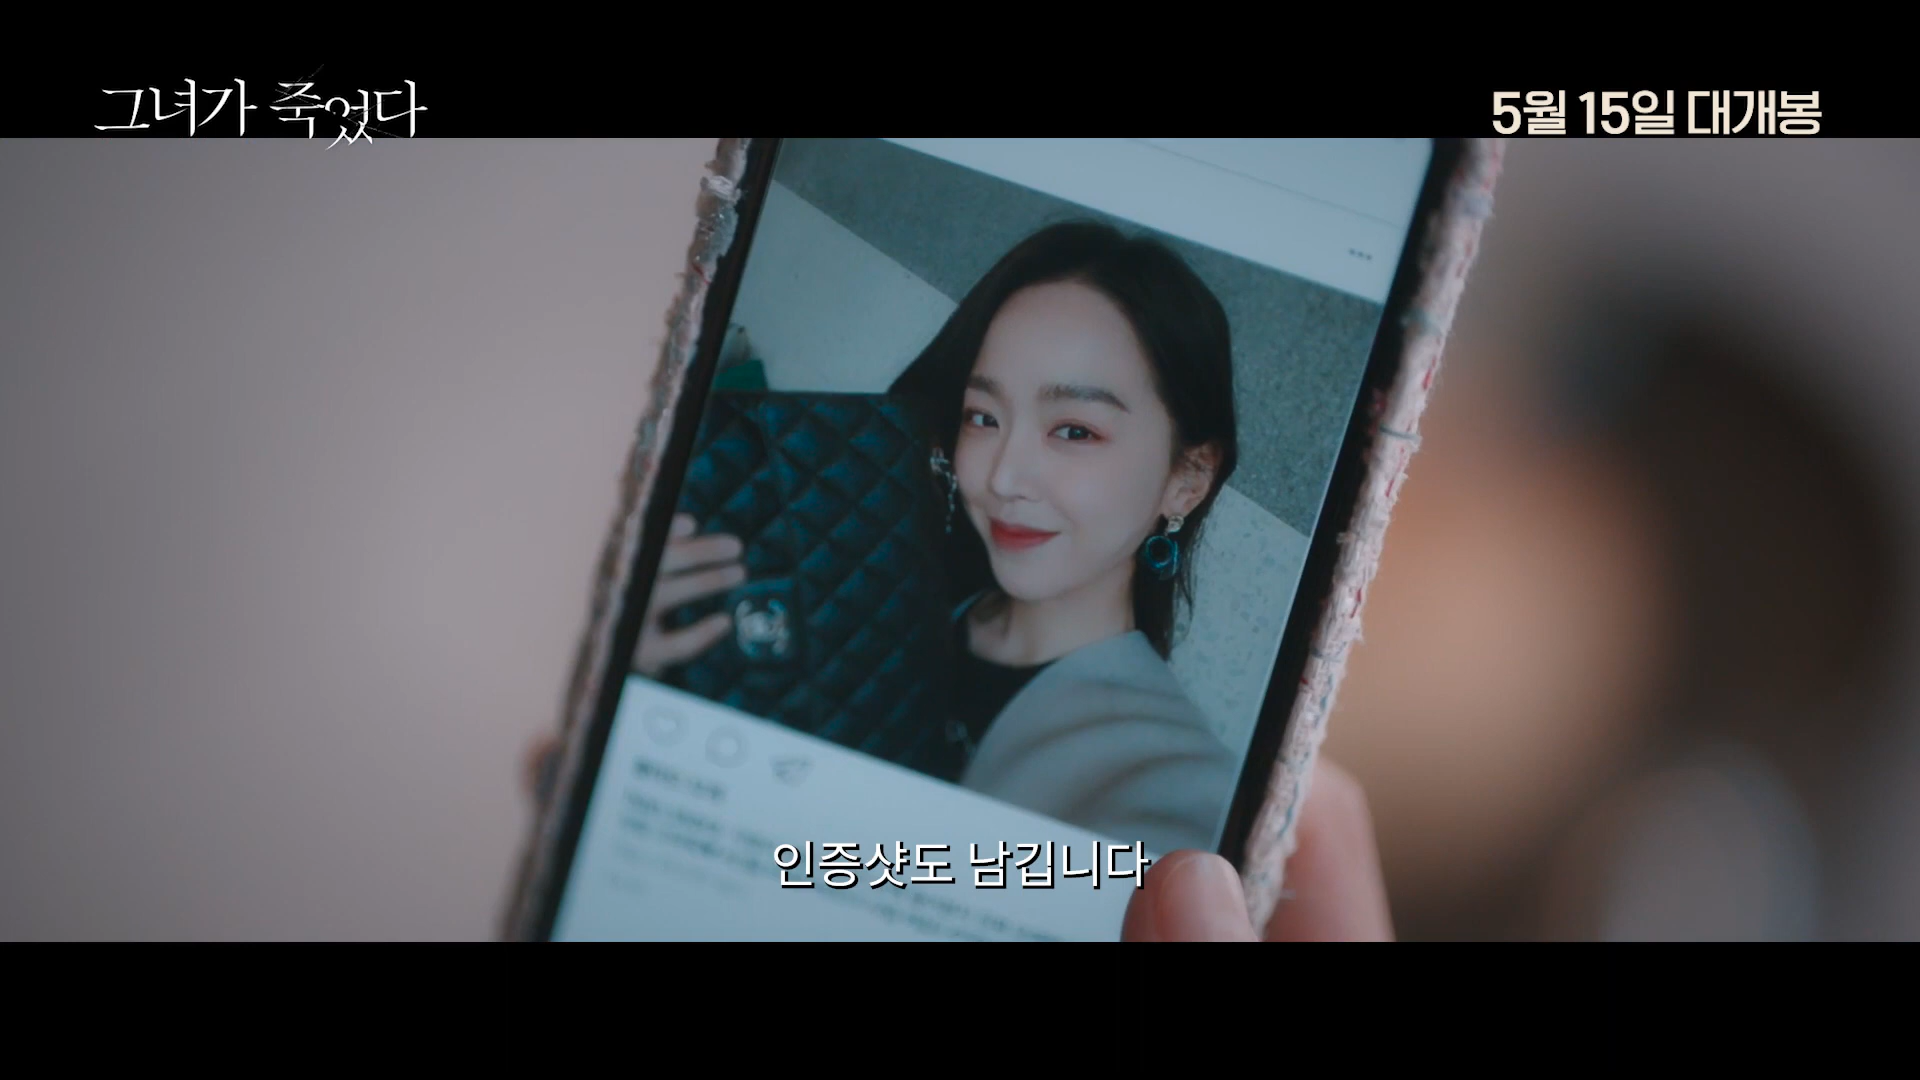 그녀가 죽었다
5월 15일 대개봉
인증샷도 남깁니다